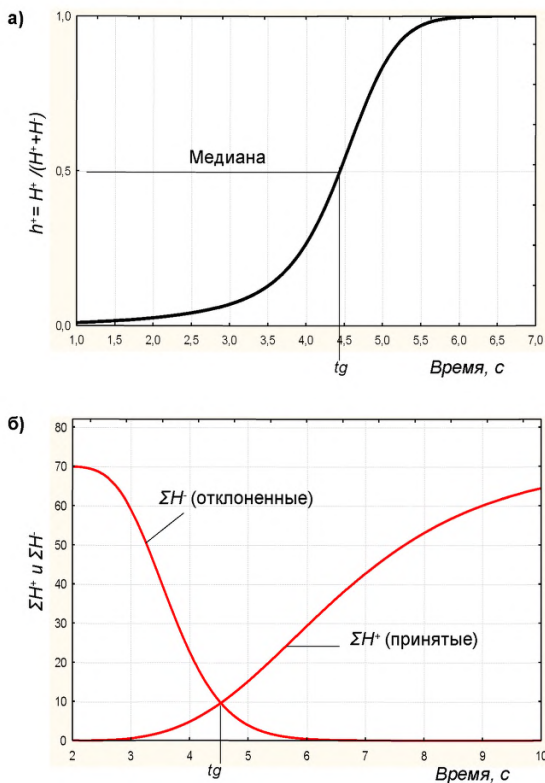 а)
1,0
0,5
0,0
h⁺ = H⁺ /(H⁺+H⁻)
Медиана
1,0 1,5 2,0 2,5 3,0 3,5 4,0 4,5 5,0 5,5 6,0 6,5 7,0
tg
Время, с
б)
80
70
60
50
40
30
20
10
0
ΣH⁺ и ΣH⁻
ΣH⁻ (отклоненные)
ΣH⁺ (принятые)
2 3 4 5 6 7 8 9 10
tg
Время, с